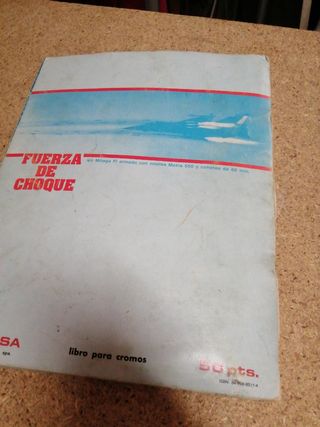 FUERZA
DE
CHOQUE
un Mirage F1 armado con misiles Matra 550 y cañones de 30 mm.
SA
libro para cromos
50 pts.